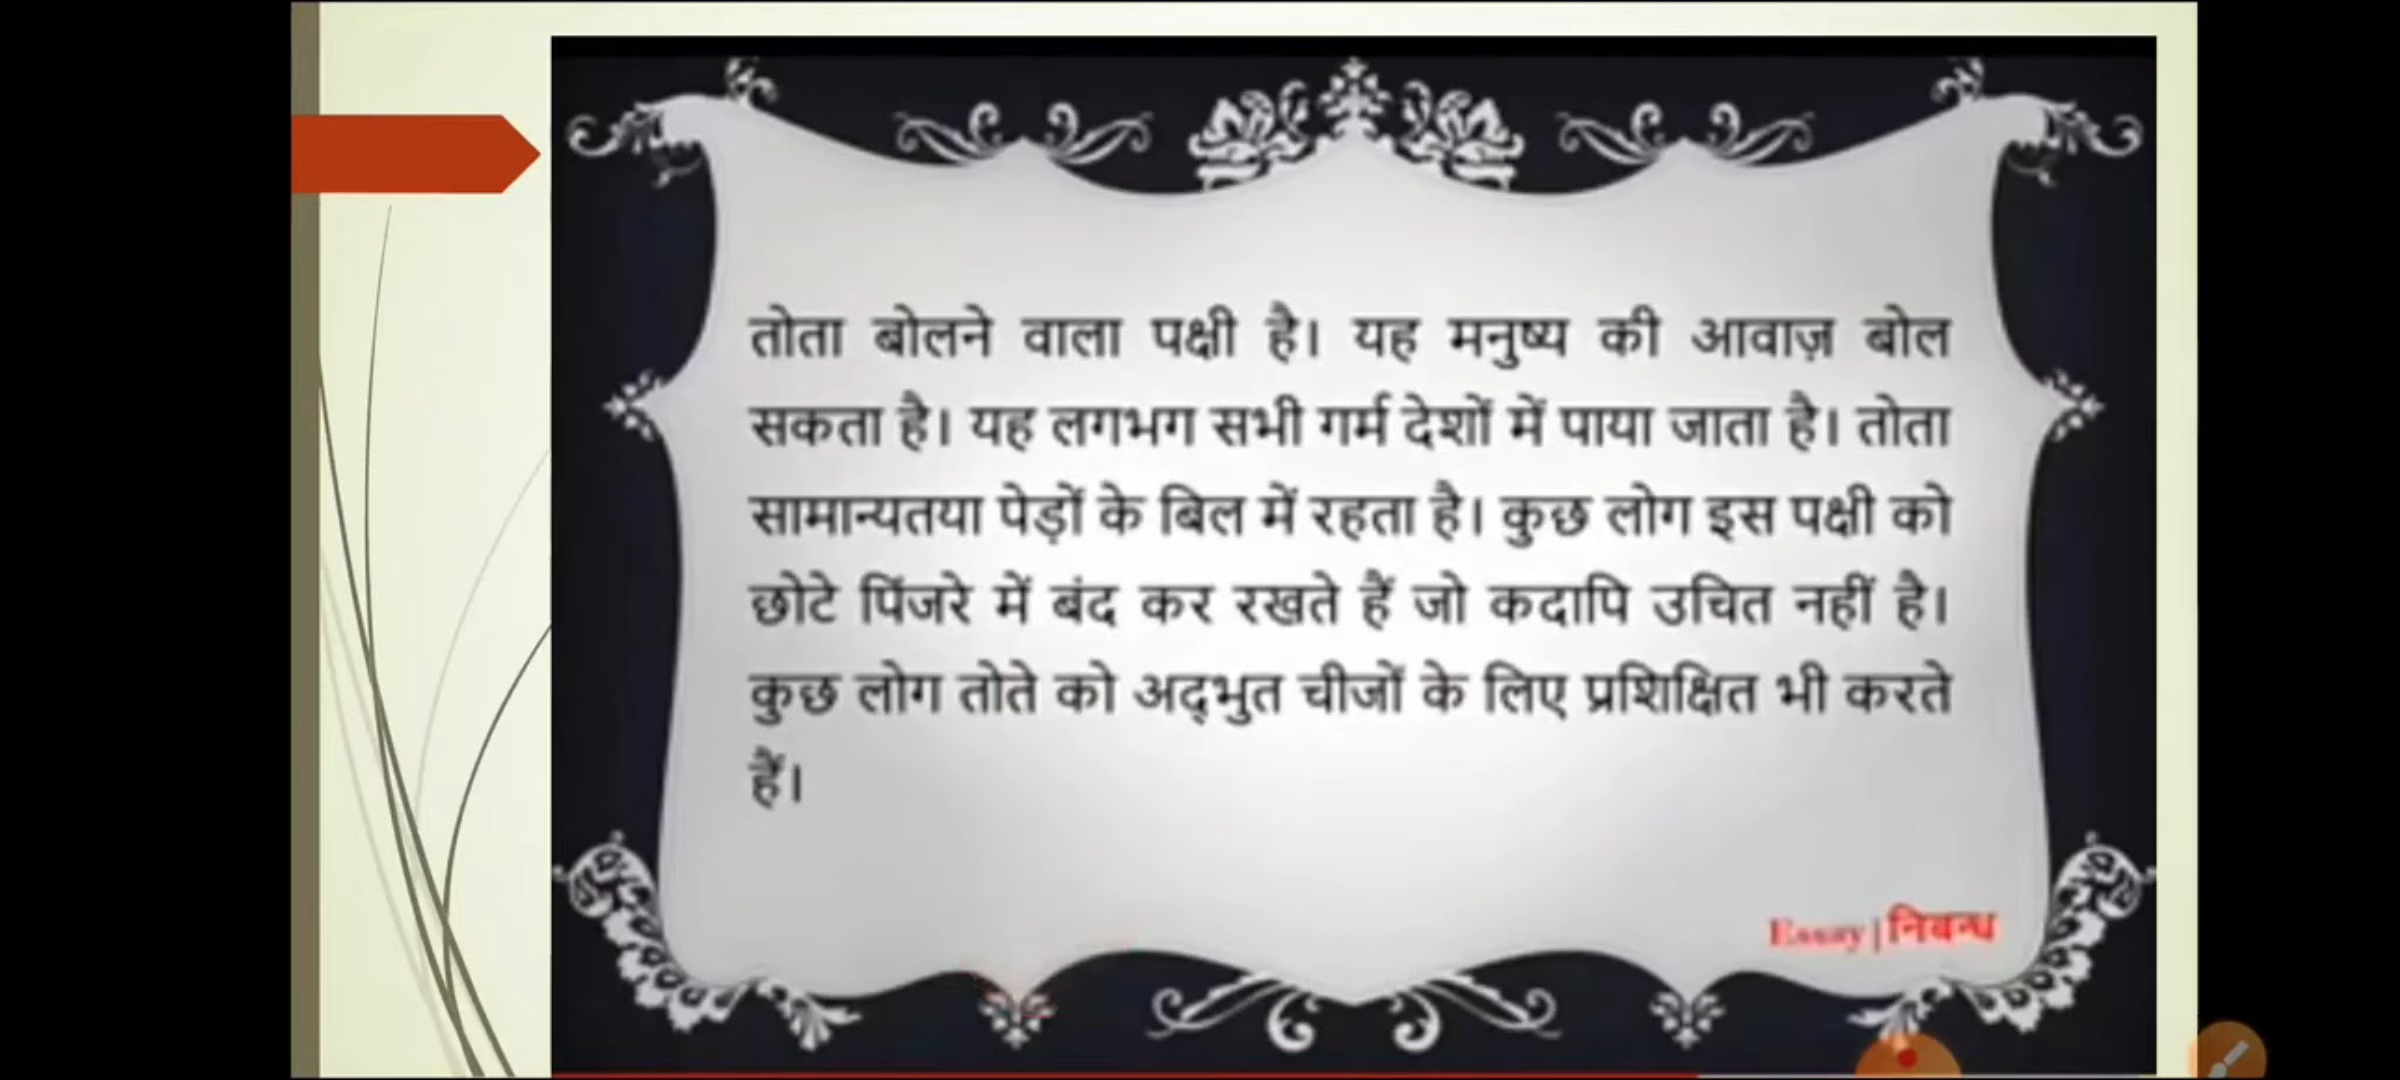 तोता बोलने वाला पक्षी है। यह मनुष्य की आवाज़ बोल
सकता है। यह लगभग सभी गर्म देशों में पाया जाता है। तोता
सामान्यतया पेड़ों के बिल में रहता है। कुछ लोग इस पक्षी को
छोटे पिंजरे में बंद कर रखते हैं जो कदापि उचित नहीं है।
कुछ लोग तोते को अद्भुत चीजों के लिए प्रशिक्षित भी करते
हैं।
Essay | निबन्ध